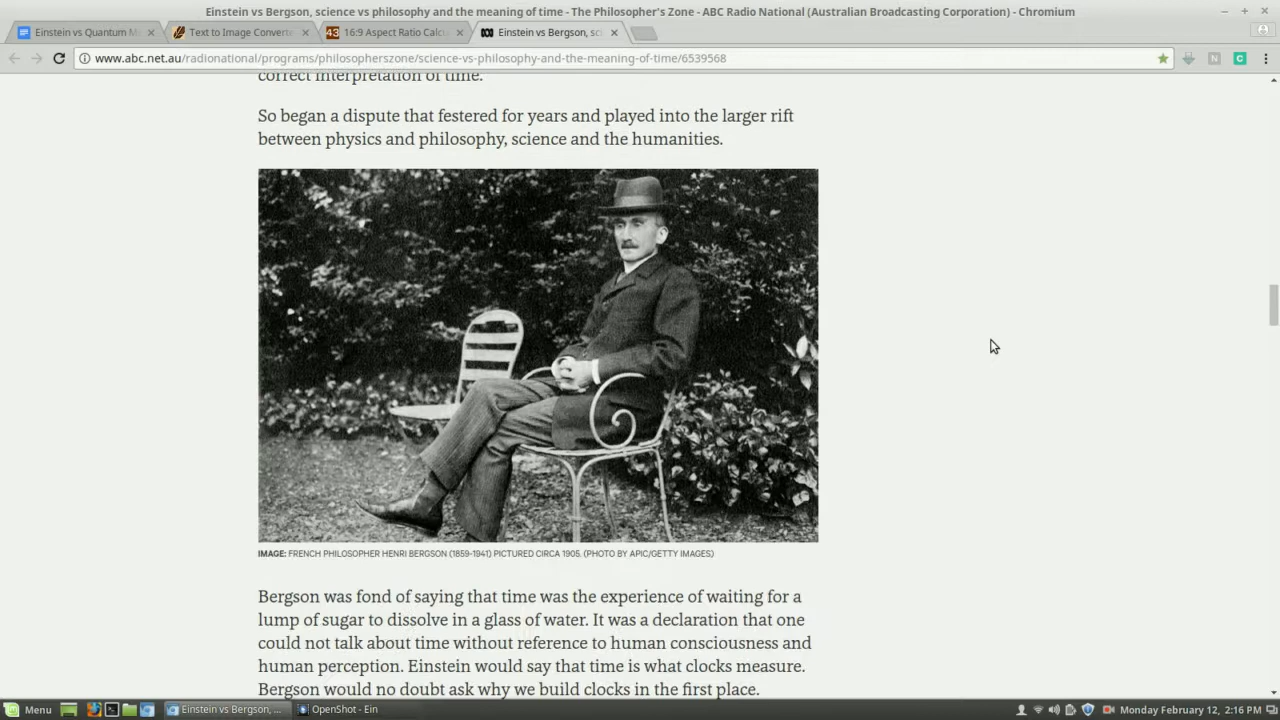 Einstein vs Bergson, science vs philosophy and the meaning of time - The Philosopher's Zone - ABC Radio National (Australian Broadcasting Corporation) - Chromium
Einstein vs Quantum M
Text to Image Converte
16:9 Aspect Ratio Calcu
Einstein vs Bergson, sci
www.abc.net.au/radionational/programs/philosopherszone/science-vs-philosophy-and-the-meaning-of-time/6539568
correct interpretation of time.
So began a dispute that festered for years and played into the larger rift
between physics and philosophy, science and the humanities.
IMAGE: FRENCH PHILOSOPHER HENRI BERGSON (1859-1941) PICTURED CIRCA 1905. (PHOTO BY APIC/GETTY IMAGES)
Bergson was fond of saying that time was the experience of waiting for a
lump of sugar to dissolve in a glass of water. It was a declaration that one
could not talk about time without reference to human consciousness and
human perception. Einstein would say that time is what clocks measure.
Bergson would no doubt ask why we build clocks in the first place.
Menu
Einstein vs Bergson, ...
OpenShot - Ein
Monday February 12, 2:16 PM